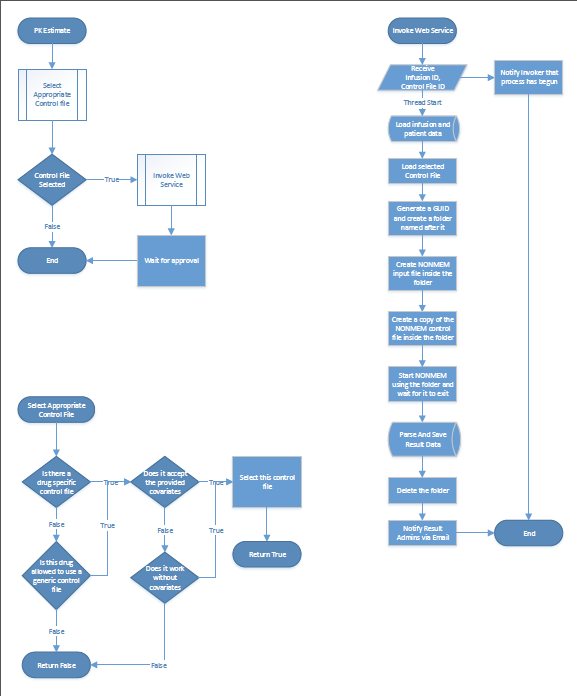 PK Estimate
Select
Appropriate
Control file
Control File
Selected
True
Invoke Web
Service
False
End
Wait for approval
Select Appropriate
Control File
Is there a
drug specific
control file
True
Does it accept
the provided
covariates
True
Select this control
file
False
True
False
True
Is this drug
allowed to use a
generic control
file
Does it work
without
covariates
Return True
False
Return False
False
Invoke Web Service
Receive
Infusion ID,
Control File ID
Notify Invoker that
process has begun
Thread Start
Load infusion and
patient data
Load selected
Control File
Generate a GUID
and create a folder
named after it
Create NONMEM
input file inside the
folder
Create a copy of the
NONMEM control
file inside the folder
Start NONMEM
using the folder and
wait for it to exit
Parse And Save
Result Data
Delete the folder
Notify Result
Admins via Email
End